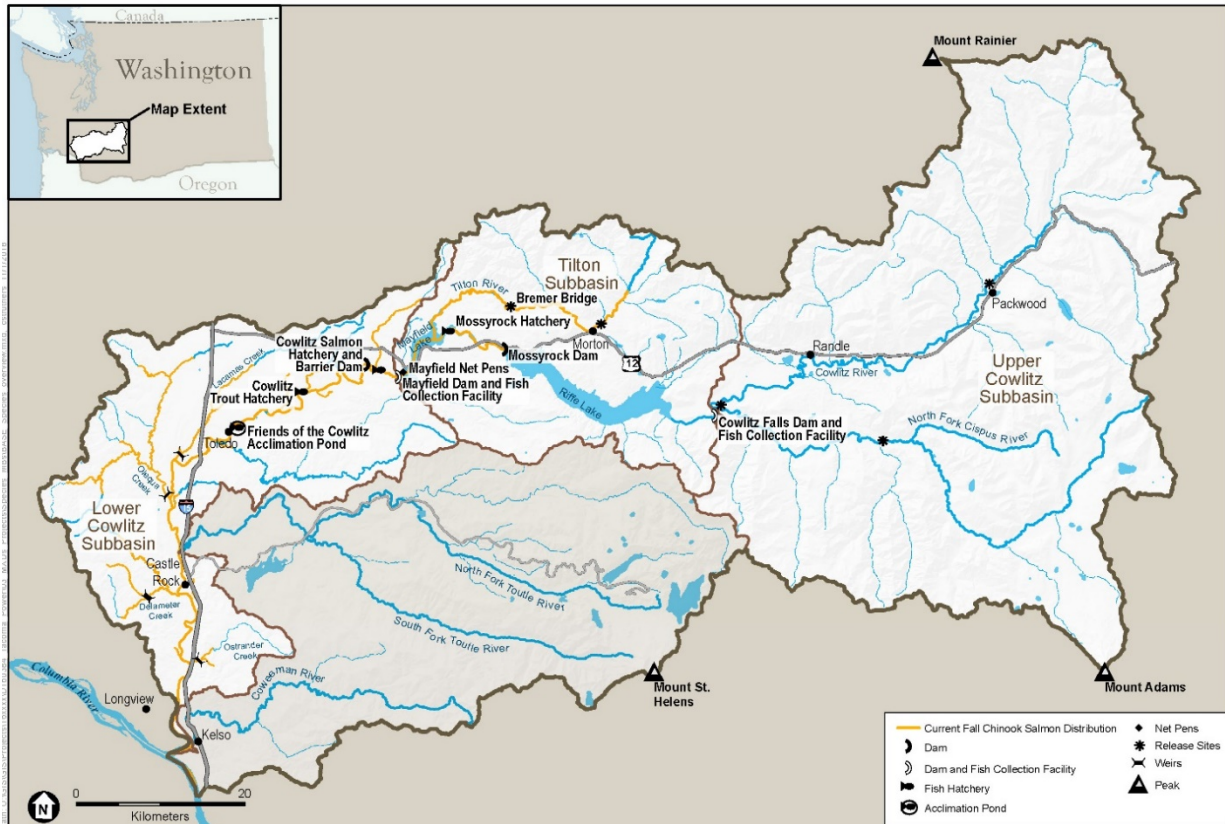 Canada
Washington
Map Extent
Oregon
Mount Rainier
Tilton
Subbasin
Tilton River
Bremer Bridge
Mossyrock Hatchery
Mayfield
Lake
Morton
Mossyrock Dam
12
Packwood
Randle
Cowlitz River
Upper
Cowlitz
Subbasin
Cowlitz Salmon
Hatchery and
Barrier Dam
Lacamas Creek
Mayfield Net Pens
Mayfield Dam and Fish
Collection Facility
Cowlitz
Trout Hatchery
Riffe Lake
Cowlitz Falls Dam and
Fish Collection Facility
North Fork Cispus River
Friends of the Cowlitz
Acclimation Pond
Toledo
Olequa
Creek
Lower
Cowlitz
Subbasin
Castle
Rock
Delameter
Creek
North Fork Toutle River
South Fork Toutle River
Ostrander
Creek
Coweeman River
Columbia River
Longview
Kelso
Mount St.
Helens
Mount Adams
N
0 20
Kilometers
Current Fall Chinook Salmon Distribution
Dam
Dam and Fish Collection Facility
Fish Hatchery
Acclimation Pond
Net Pens
Release Sites
Weirs
Peak